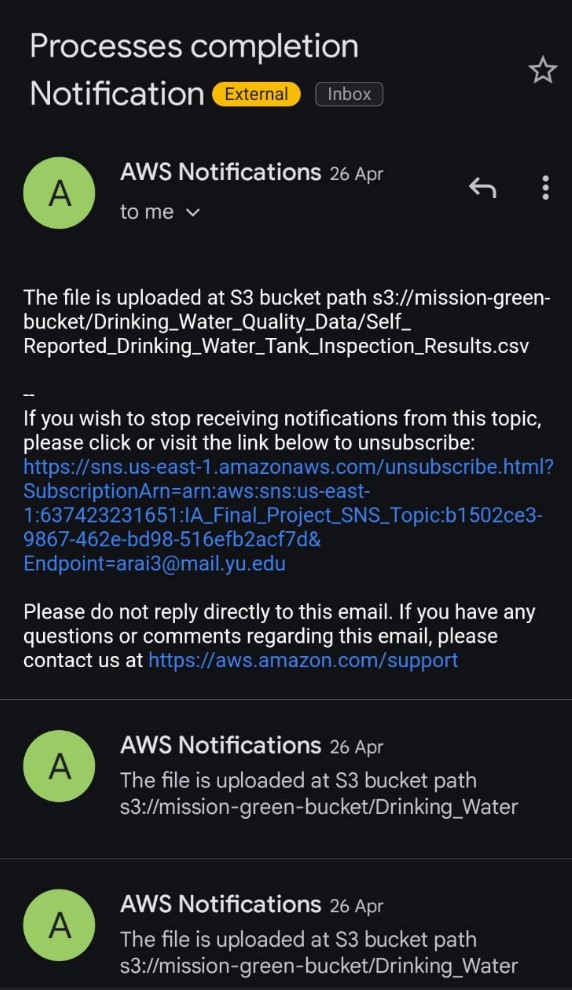 Processes completion
Notification External Inbox
A
AWS Notifications 26 Apr
to me
The file is uploaded at S3 bucket path s3://mission-green-
bucket/Drinking_Water_Quality_Data/Self_
Reported_Drinking_Water_Tank_Inspection_Results.csv
--
If you wish to stop receiving notifications from this topic,
please click or visit the link below to unsubscribe:
https://sns.us-east-1.amazonaws.com/unsubscribe.html?
SubscriptionArn=arn:aws:sns:us-east-
1:637423231651:IA_Final_Project_SNS_Topic:b1502ce3-
9867-462e-bd98-516efb2acf7d&
Endpoint=arai3@mail.yu.edu
Please do not reply directly to this email. If you have any
questions or comments regarding this email, please
contact us at https://aws.amazon.com/support
A
AWS Notifications 26 Apr
The file is uploaded at S3 bucket path
s3://mission-green-bucket/Drinking_Water
A
AWS Notifications 26 Apr
The file is uploaded at S3 bucket path
s3://mission-green-bucket/Drinking_Water